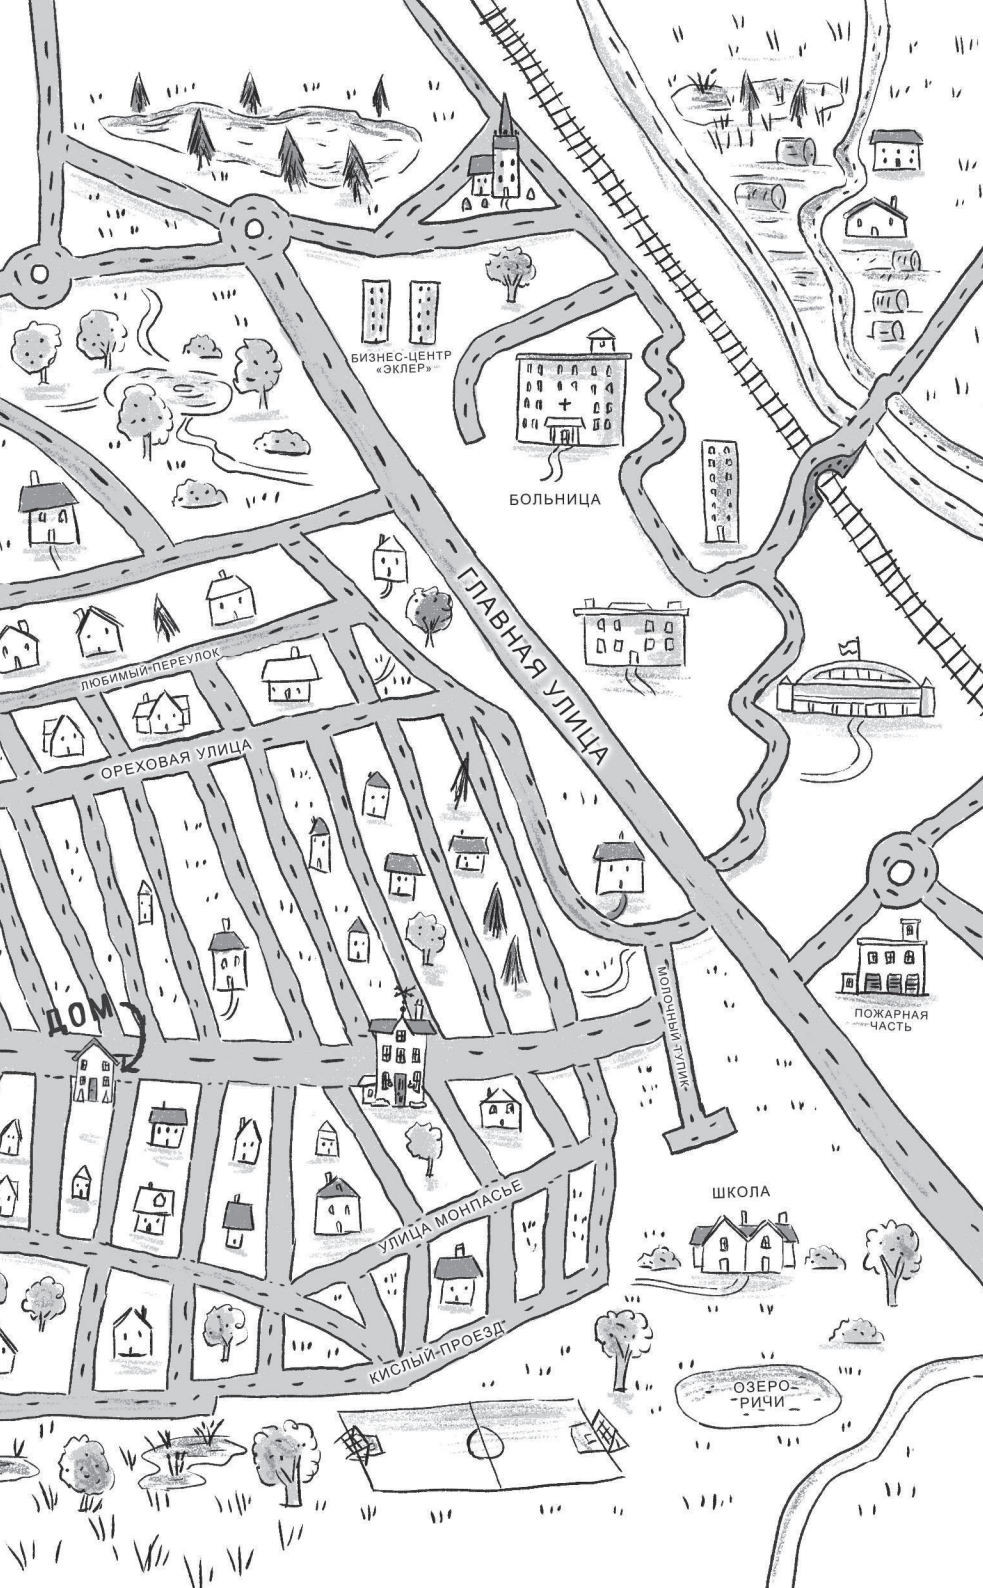 БИЗНЕС-ЦЕНТР
«ЭКЛЕР»
БОЛЬНИЦА
ГЛАВНАЯ УЛИЦА
ЛЮБИМЫЙ ПЕРЕУЛОК
ОРЕХОВАЯ УЛИЦА
ДОМ
МОЛОЧНЫЙ ТУПИК
ПОЖАРНАЯ
ЧАСТЬ
ШКОЛА
УЛИЦА МОНПАСЬЕ
КИСЛЫЙ ПРОЕЗД
ОЗЕРО
РИЧИ